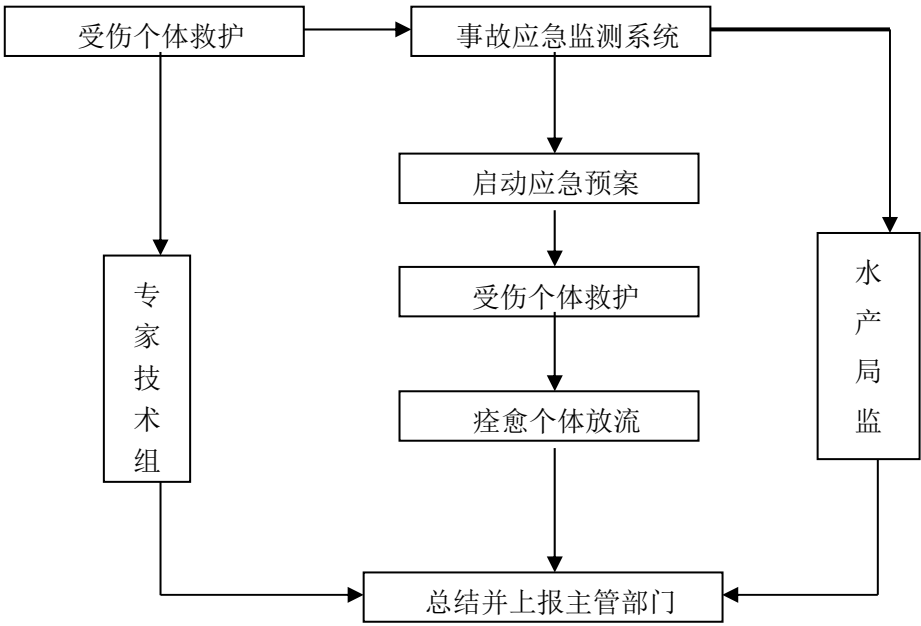 受伤个体救护
事故应急监测系统
启动应急预案
受伤个体救护
痊愈个体放流
专家技术组
水产局监
总结并上报主管部门